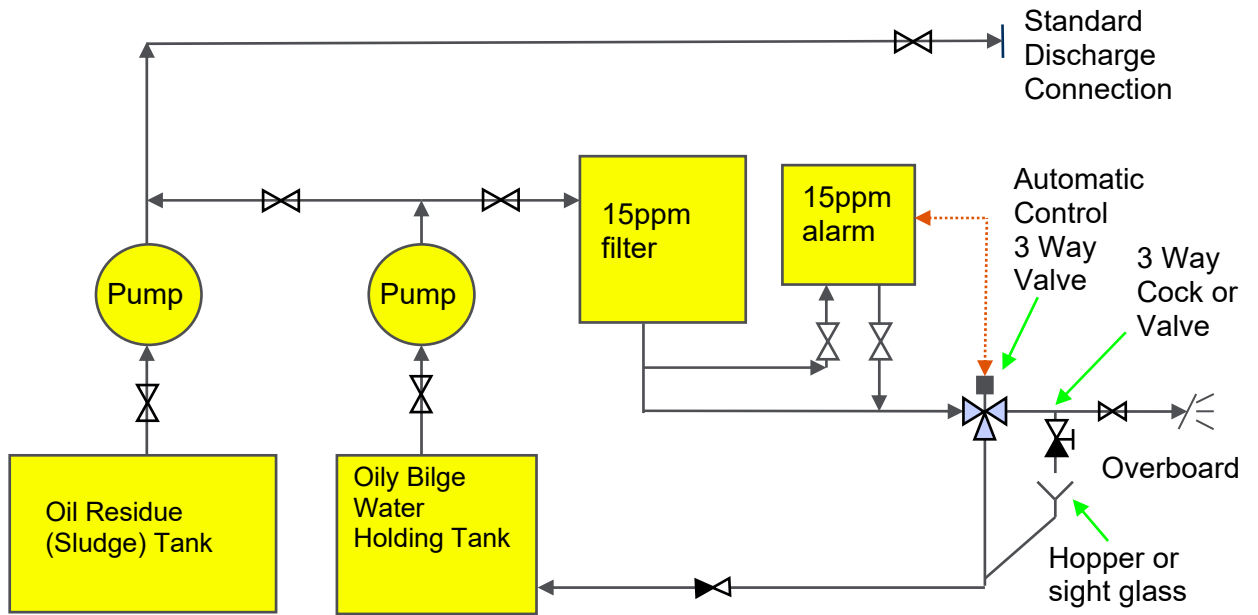 Standard
Discharge
Connection
15ppm
filter
15ppm
alarm
Automatic
Control
3 Way
Valve
3 Way
Cock or
Valve
Pump
Pump
Oil Residue
(Sludge) Tank
Oily Bilge
Water
Holding Tank
Overboard
Hopper or
sight glass